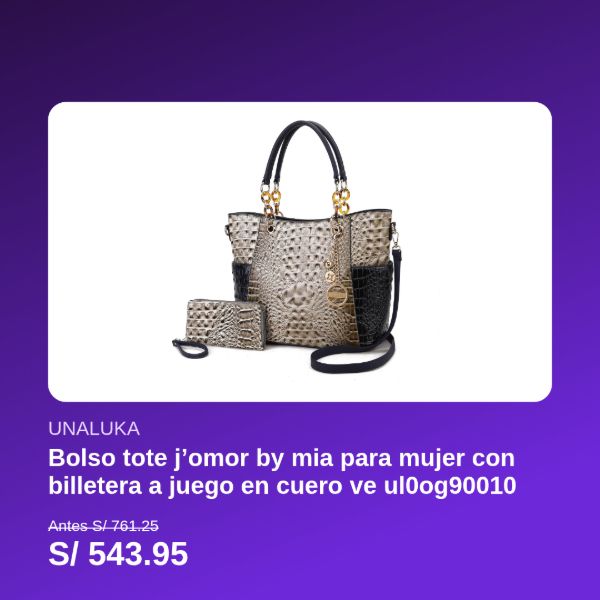 UNALUKA
Bolso tote j’omor by mia para mujer con
billetera a juego en cuero ve ul0og90010
Antes S/ 761.25
S/ 543.95